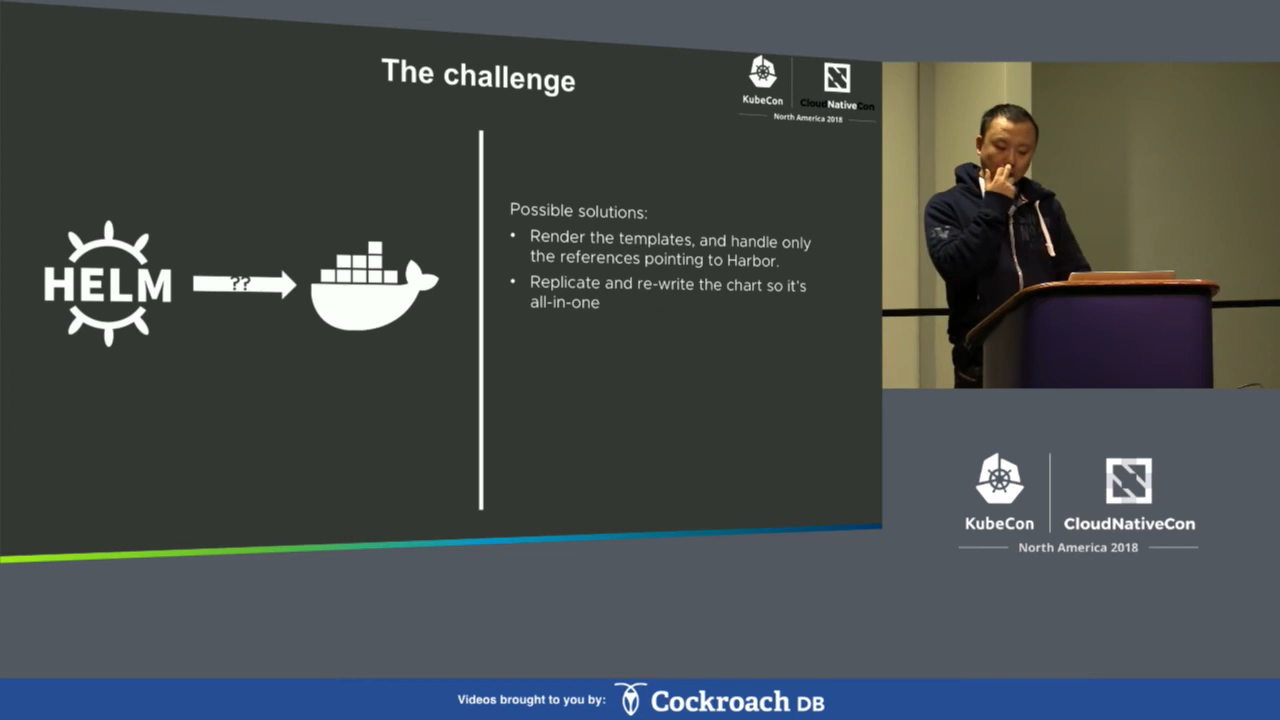 The challenge
KubeCon
CloudNativeCon
North America 2018
HELM
??
Possible solutions:
• Render the templates, and handle only
the references pointing to Harbor.
• Replicate and re-write the chart so it's
all-in-one
KubeCon
CloudNativeCon
North America 2018
Videos brought to you by:
Cockroach DB